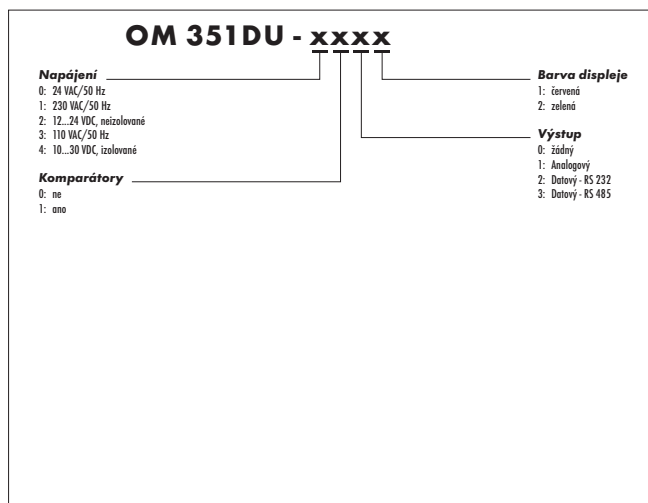 OM 351DU - xxxx
Napájení
0: 24 VAC/50 Hz
1: 230 VAC/50 Hz
2: 12...24 VDC, neizolované
3: 110 VAC/50 Hz
4: 10...30 VDC, izolované
Komparátory
0: ne
1: ano
Barva displeje
1: červená
2: zelená
Výstup
0: žádný
1: Analogový
2: Datový - RS 232
3: Datový - RS 485